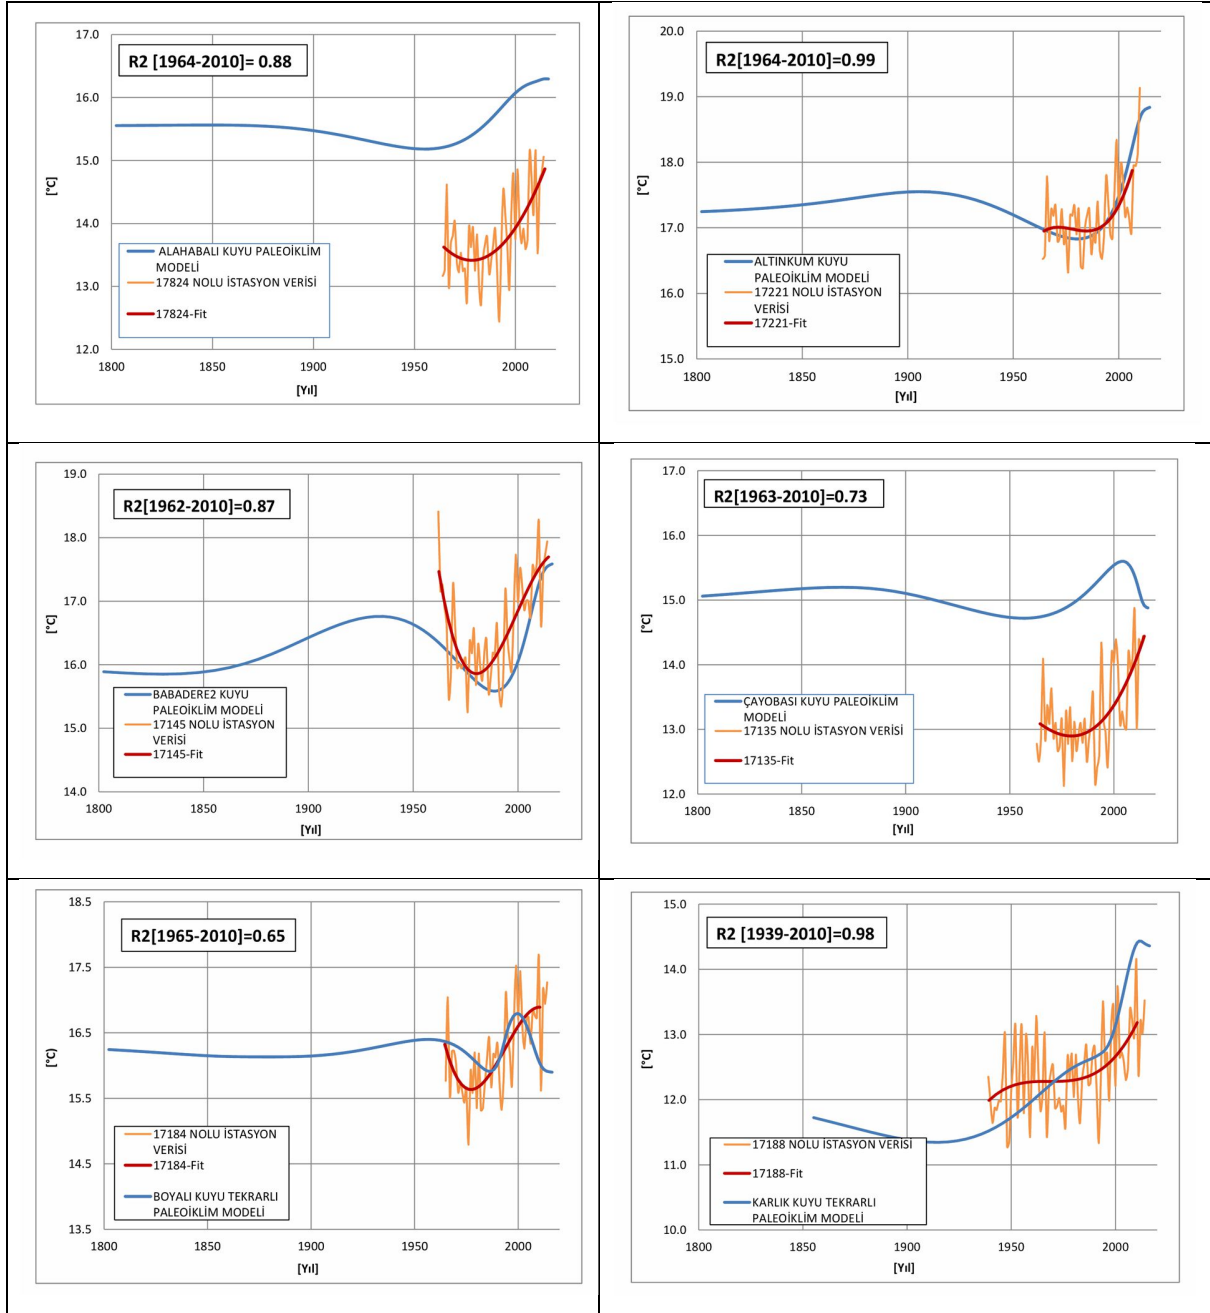 R2 [1964-2010]= 0.88
17.0
16.0
15.0
14.0
13.0
12.0
[°C]
ALAHABALI KUYU PALEOİKLİM
MODELİ
17824 NOLU İSTASYON VERİSİ
17824-Fit
1800 1850 1900 1950 2000
[Yıl]
R2[1964-2010]=0.99
20.0
19.0
18.0
17.0
16.0
15.0
[°C]
ALTINKUM KUYU
PALEOİKLİM MODELİ
17221 NOLU İSTASYON
VERİSİ
17221-Fit
1800 1850 1900 1950 2000
[Yıl]
R2[1962-2010]=0.87
19.0
18.0
17.0
16.0
15.0
14.0
[°C]
BABADERE2 KUYU
PALEOİKLİM MODELİ
17145 NOLU İSTASYON
VERİSİ
17145-Fit
1800 1850 1900 1950 2000
[Yıl]
R2[1963-2010]=0.73
17.0
16.0
15.0
14.0
13.0
12.0
[°C]
ÇAYOBASI KUYU PALEOİKLİM
MODELİ
17135 NOLU İSTASYON VERİSİ
17135-Fit
1800 1850 1900 1950 2000
[Yıl]
R2[1965-2010]=0.65
18.5
17.5
16.5
15.5
14.5
13.5
[°C)
17184 NOLU İSTASYON
VERİSİ
17184-Fit
BOYALI KUYU TEKRARLI
PALEOİKLİM MODELİ
1800 1850 1900 1950 2000
[Yıl]
R2 [1939-2010]=0.98
15.0
14.0
13.0
12.0
11.0
10.0
[°C]
17188 NOLU İSTASYON VERİSİ
17188-Fit
KARLIK KUYU TEKRARLI
PALEOİKLİM MODELİ
1800 1850 1900 1950 2000
[Yıl]